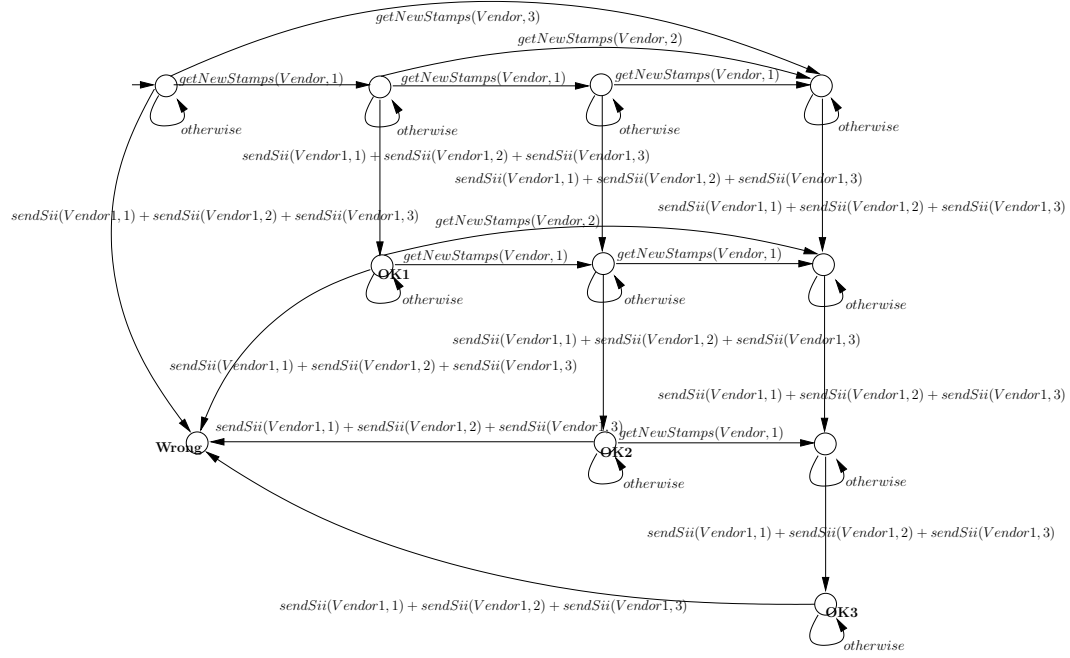 getNewStamps(Vendor, 3)
getNewStamps(Vendor, 2)
getNewStamps(Vendor, 1)
getNewStamps(Vendor, 1)
getNewStamps(Vendor, 1)
otherwise
otherwise
otherwise
otherwise
sendSii(Vendor1, 1) + sendSii(Vendor1, 2) + sendSii(Vendor1, 3)
sendSii(Vendor1, 1) + sendSii(Vendor1, 2) + sendSii(Vendor1, 3)
sendSii(Vendor1, 1) + sendSii(Vendor1, 2) + sendSii(Vendor1, 3)
sendSii(Vendor1, 1) + sendSii(Vendor1, 2) + sendSii(Vendor1, 3)
getNewStamps(Vendor, 2)
getNewStamps(Vendor, 1)
getNewStamps(Vendor, 1)
OK1
otherwise
otherwise
otherwise
sendSii(Vendor1, 1) + sendSii(Vendor1, 2) + sendSii(Vendor1, 3)
sendSii(Vendor1, 1) + sendSii(Vendor1, 2) + sendSii(Vendor1, 3)
sendSii(Vendor1, 1) + sendSii(Vendor1, 2) + sendSii(Vendor1, 3)
sendSii(Vendor1, 1) + sendSii(Vendor1, 2) + sendSii(Vendor1, 3)
getNewStamps(Vendor, 1)
Wrong
OK2
otherwise
otherwise
sendSii(Vendor1, 1) + sendSii(Vendor1, 2) + sendSii(Vendor1, 3)
sendSii(Vendor1, 1) + sendSii(Vendor1, 2) + sendSii(Vendor1, 3)
OK3
otherwise